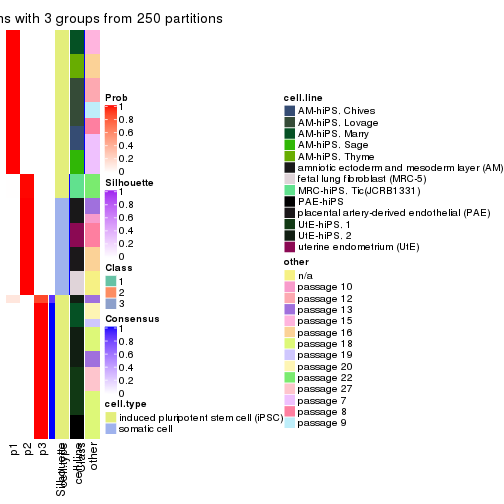 ns with 3 groups from 250 partitions
Prob
1
0.8
0.6
0.4
0.2
0
Silhouette
1
0.8
0.6
0.4
0.2
0
Class
1
2
3
Consensus
1
0.8
0.6
0.4
0.2
0
cell.type
induced pluripotent stem cell (iPSC)
somatic cell
cell.line
AM-hiPS. Chives
AM-hiPS. Lovage
AM-hiPS. Marry
AM-hiPS. Sage
AM-hiPS. Thyme
amniotic ectoderm and mesoderm layer (AM)
fetal lung fibroblast (MRC-5)
MRC-hiPS. Tic(JCRB1331)
PAE-hiPS
placental artery-derived endothelial (PAE)
UtE-hiPS. 1
UtE-hiPS. 2
uterine endometrium (UtE)
other
n/a
passage 10
passage 12
passage 13
passage 15
passage 16
passage 18
passage 19
passage 20
passage 22
passage 27
passage 7
passage 8
passage 9
p1
p2
p3
Silhouette
cell.type
cell.line
Class
other